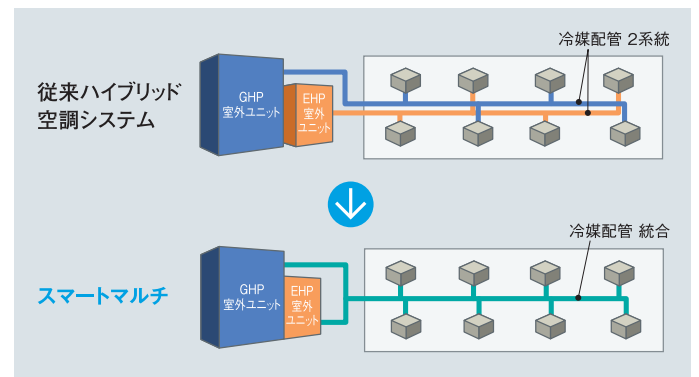 冷媒配管 2系統
従来ハイブリッド
空調システム
GHP
室外ユニット
EHP
室外
ユニット
冷媒配管 統合
スマートマルチ
GHP
室外ユニット
EHP
室外
ユニット